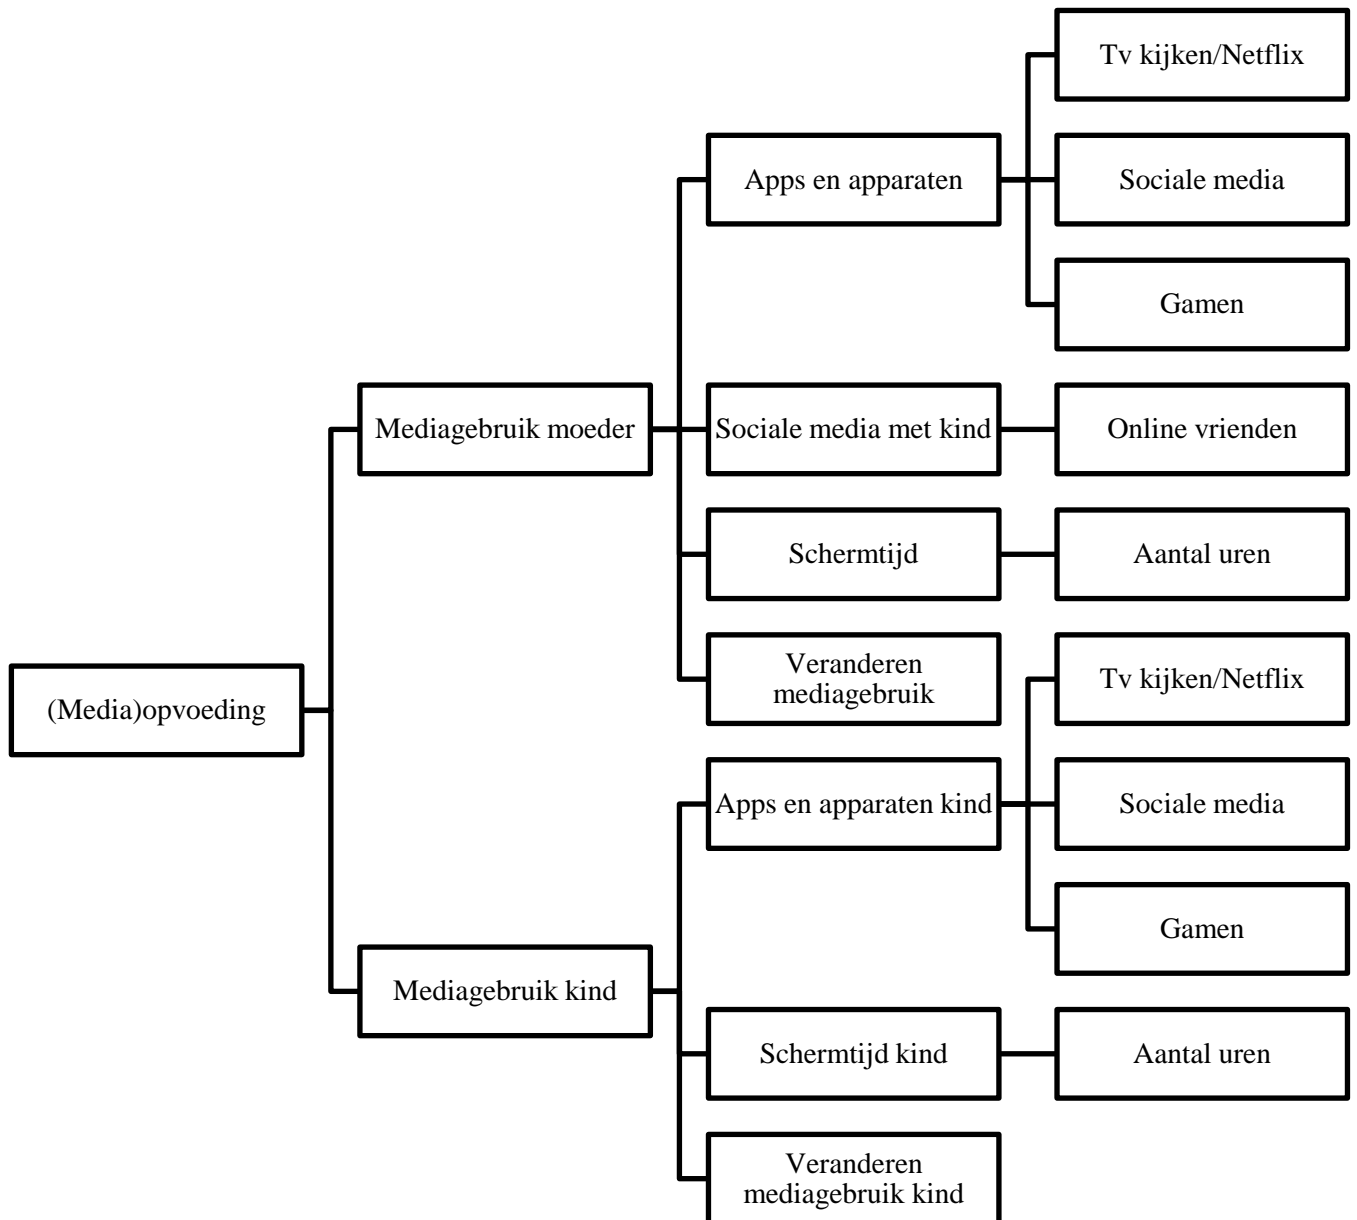 Tv kijken/Netflix
Apps en apparaten
Sociale media
Gamen
Mediagebruik moeder
Sociale media met kind
Online vrienden
Schermtijd
Aantal uren
Veranderen
mediagebruik
(Media)opvoeding
Tv kijken/Netflix
Apps en apparaten kind
Sociale media
Gamen
Mediagebruik kind
Schermtijd kind
Aantal uren
Veranderen
mediagebruik kind